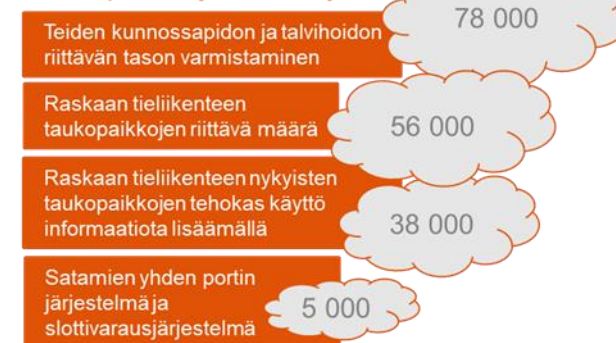 Teiden kunnossapidon ja talvihoidon
riittävän tason varmistaminen
78 000
Raskaan tieliikenteen
taukopaikkojen riittävä määrä
56 000
Raskaan tieliikenteen nykyisten
taukopaikkojen tehokas käyttö
informaatiota lisäämällä
38 000
Satamien yhden portin
järjestelmä ja
slottivarausjärjestelmä
5 000